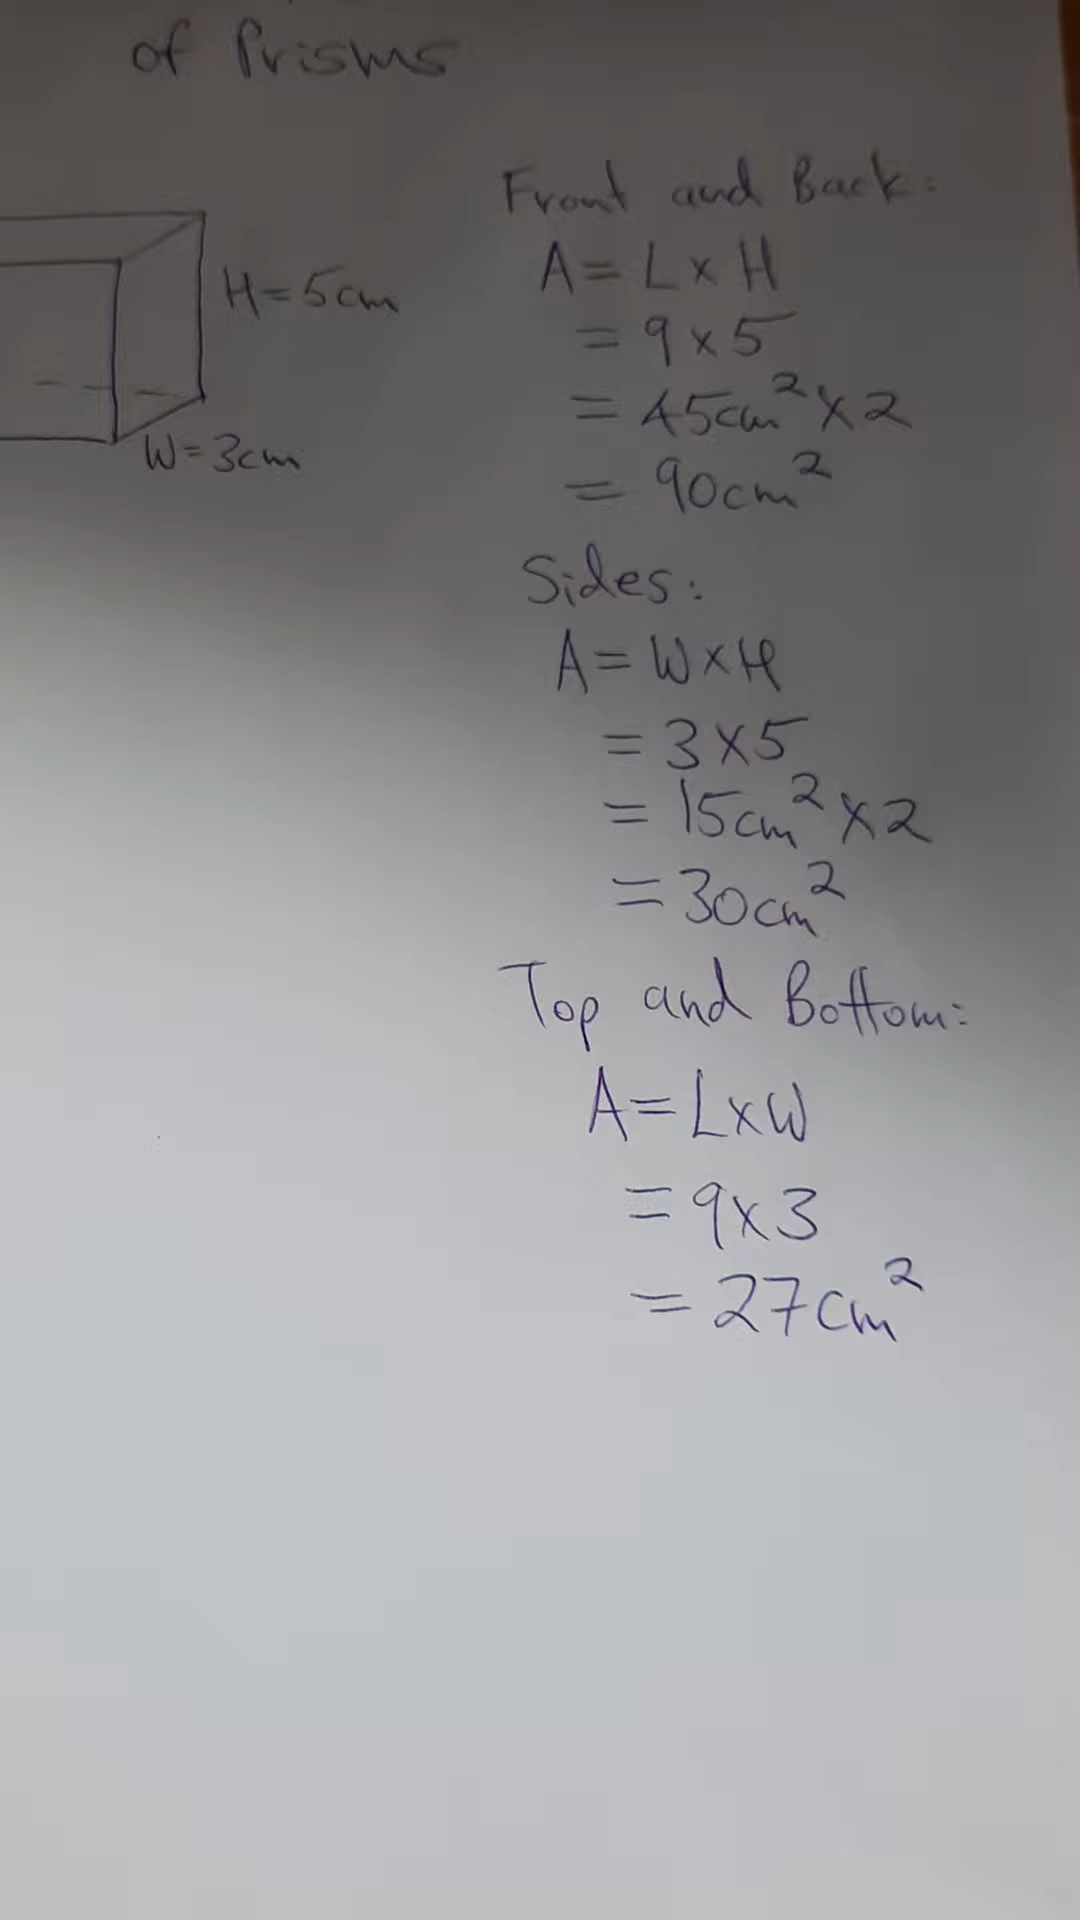 of Prisms
H=5cm
W=3cm
Front and Back:
A=L×H
=9×5
=45cm²×2
=90cm²
Sides:
A=W×H
=3×5
=15cm²×2
=30cm²
Top and Bottom:
A=L×W
=9×3
=27cm²